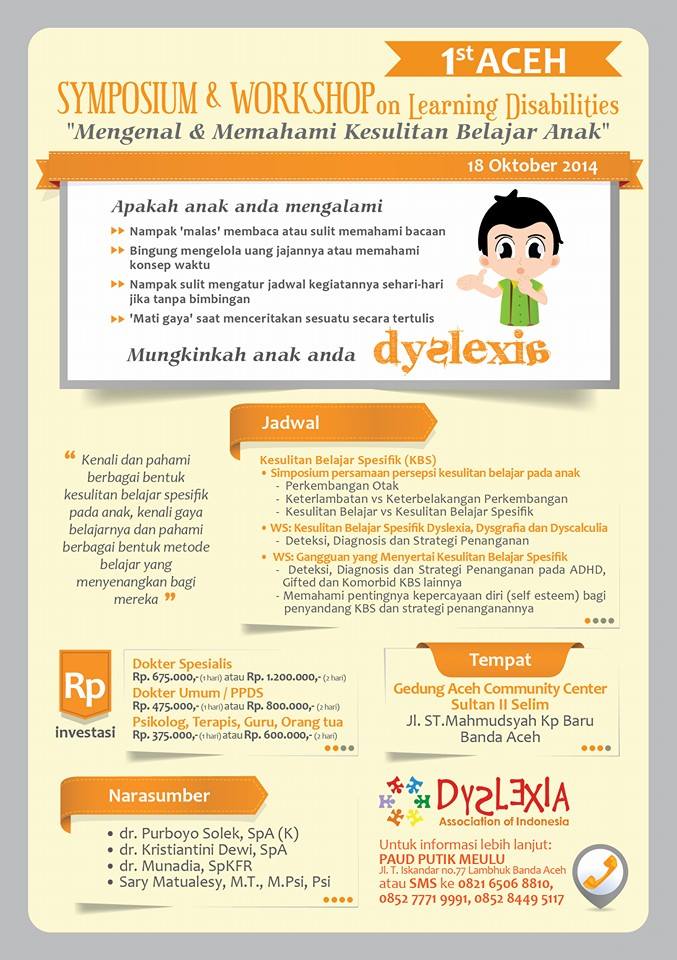 1st ACEH
SYMPOSIUM & WORKSHOP on Learning Disabilities
"Mengenal & Memahami Kesulitan Belajar Anak"
18 Oktober 2014
Apakah anak anda mengalami
Nampak 'malas' membaca atau sulit memahami bacaan
Bingung mengelola uang jajannya atau memahami
konsep waktu
Nampak sulit mengatur jadwal kegiatannya sehari-hari
jika tanpa bimbingan
'Mati gaya' saat menceritakan sesuatu secara tertulis
Mungkinkah anak anda dyslexia
Jadwal
Kesulitan Belajar Spesifik (KBS)
• Simposium persamaan persepsi kesulitan belajar pada anak
- Perkembangan Otak
- Keterlambatan vs Keterbelakangan Perkembangan
- Kesulitan Belajar vs Kesulitan Belajar Spesifik
• WS: Kesulitan Belajar Spesifik Dyslexia, Dysgrafia dan Dyscalculia
- Deteksi, Diagnosis dan Strategi Penanganan
• WS: Gangguan yang Menyertai Kesulitan Belajar Spesifik
- Deteksi, Diagnosis dan Strategi Penanganan pada ADHD,
Gifted dan Komorbid KBS lainnya
- Memahami pentingnya kepercayaan diri (self esteem) bagi
penyandang KBS dan strategi penanganannya
“ Kenali dan pahami
berbagai bentuk
kesulitan belajar spesifik
pada anak, kenali gaya
belajarnya dan pahami
berbagai bentuk metode
belajar yang
menyenangkan bagi
mereka ”
Rp
investasi
Dokter Spesialis
Rp. 675.000,- (1 hari) atau Rp. 1.200.000,- (2 hari)
Dokter Umum / PPDS
Rp. 475.000,- (1 hari) atau Rp. 800.000,- (2 hari)
Psikolog, Terapis, Guru, Orang tua
Rp. 375.000,- (1 hari) atau Rp. 600.000,- (2 hari)
Tempat
Gedung Aceh Community Center
Sultan II Selim
Jl. ST.Mahmudsyah Kp Baru
Banda Aceh
Narasumber
• dr. Purboyo Solek, SpA (K)
• dr. Kristiantini Dewi, SpA
• dr. Munadia, SpKFR
• Sary Matualesy, M.T., M.Psi, Psi
DYSLEXIA
Association of Indonesia
Untuk informasi lebih lanjut:
PAUD PUTIK MEULU
Jl. T. Iskandar no.77 Lambhuk Banda Aceh
atau SMS ke 0821 6506 8810,
0852 7771 9991, 0852 8449 5117